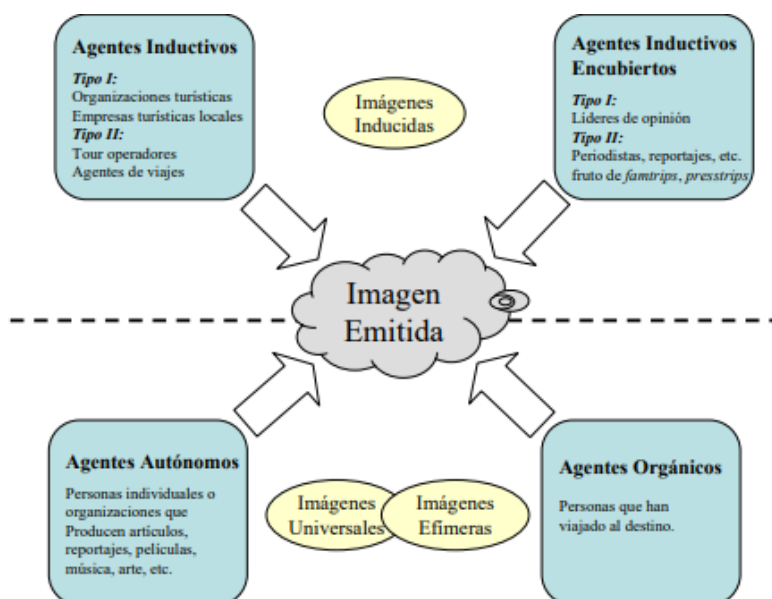 Agentes Inductivos
Tipo I:
Organizaciones turísticas
Empresas turísticas locales
Tipo II:
Tour operadores
Agentes de viajes
Imágenes
Inducidas
Agentes Inductivos
Encubiertos
Tipo I:
Lideres de opinión
Tipo II:
Periodistas, reportajes, etc.
fruto de famtrips, presstrips
Imagen
Emitida
Agentes Autónomos
Personas individuales o
organizaciones que
Producen artículos,
reportajes, películas,
música, arte, etc.
Imágenes
Universales
Imágenes
Efímeras
Agentes Orgánicos
Personas que han
viajado al destino.